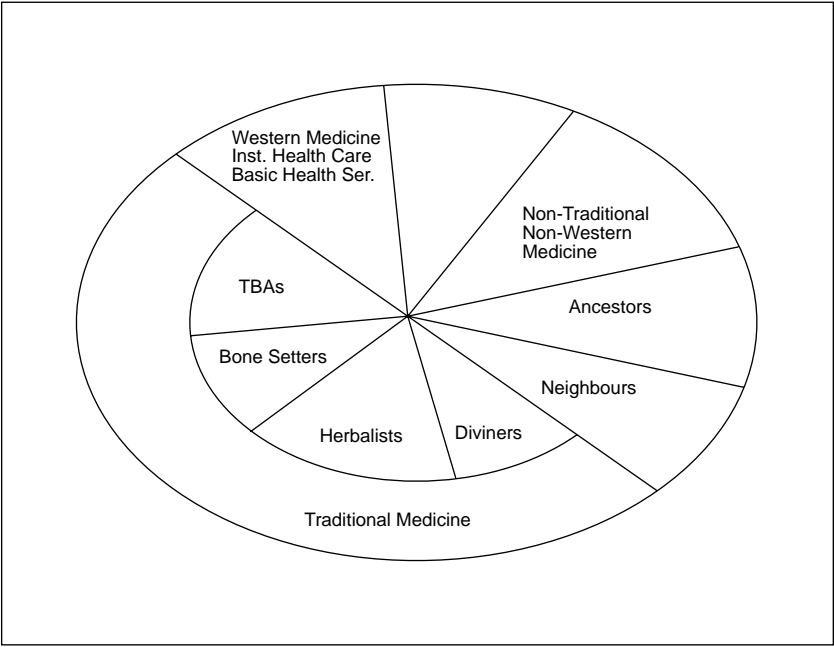 Western Medicine
Inst. Health Care
Basic Health Ser.
Non-Traditional
Non-Western
Medicine
TBAs
Ancestors
Bone Setters
Neighbours
Herbalists
Diviners
Traditional Medicine